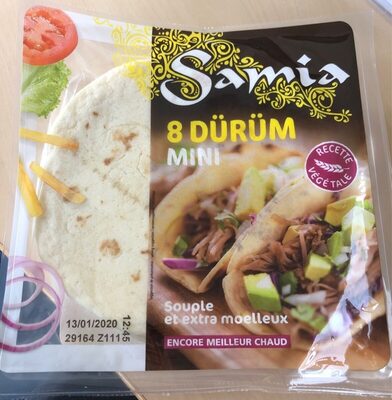 Samia
8 DÜRÜM
MINI
RECETTE
VÉGÉTALE
Souple
et extra moelleux
ENCORE MEILLEUR CHAUD
13/01/2020
29164 Z111
12:45